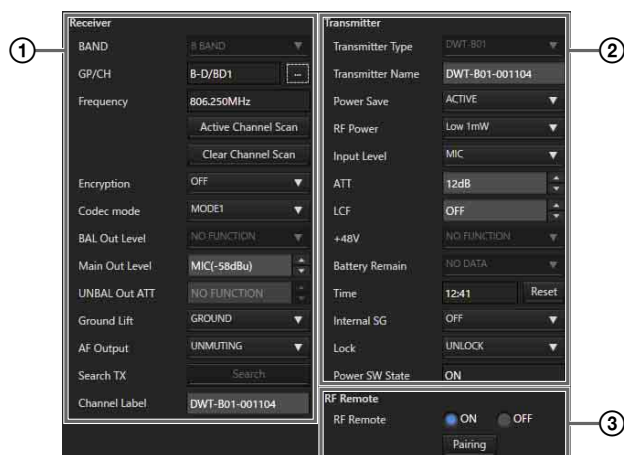 Receiver
BAND B BAND
GP/CH B-D/BD1 ...
Frequency 806.250MHz
Active Channel Scan
Clear Channel Scan
Encryption OFF
Codec mode MODE1
BAL Out Level NO FUNCTION
Main Out Level MIC(-58dBu)
UNBAL Out ATT NO FUNCTION
Ground Lift GROUND
AF Output UNMUTING
Search TX Search
Channel Label DWT-B01-001104
①
Transmitter
Transmitter Type DWT-B01
Transmitter Name DWT-B01-001104
Power Save ACTIVE
RF Power Low 1mW
Input Level MIC
ATT 12dB
LCF OFF
+48V NO FUNCTION
Battery Remain NO DATA
Time 12:41 Reset
Internal SG OFF
Lock UNLOCK
Power SW State ON
②
RF Remote
RF Remote ON OFF
Pairing
③